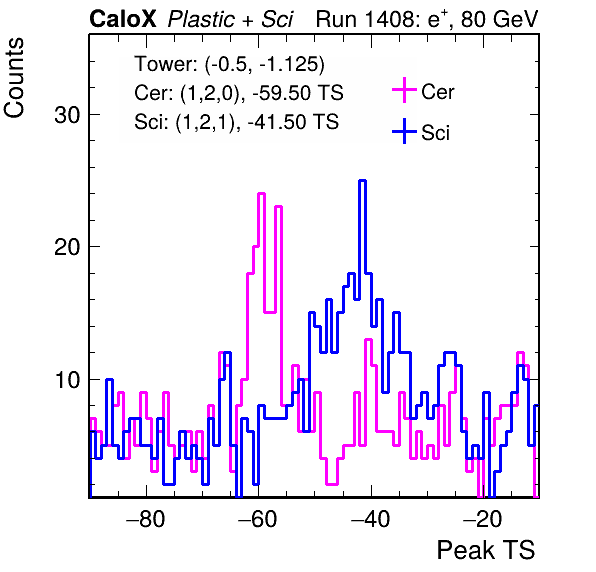 CaloX Plastic + Sci Run 1408: e+, 80 GeV
Counts
Tower: (-0.5, -1.125)
Cer: (1,2,0), -59.50 TS
Sci: (1,2,1), -41.50 TS
Cer
Sci
30
20
10
−80 −60 −40 −20
Peak TS